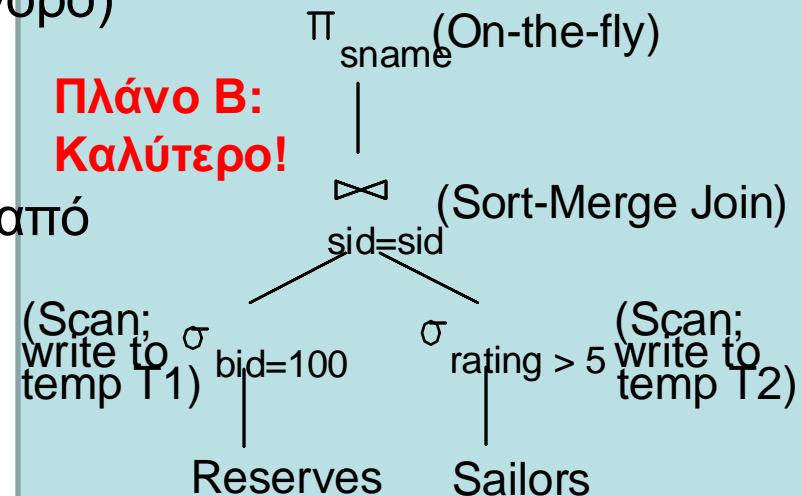 π sname (On-the-fly)
Πλάνο Β:
Καλύτερο!
από
⋈ (Sort-Merge Join)
sid=sid
(Scan;
write to
temp T1)
σ bid=100
σ rating > 5
(Scan;
write to
temp T2)
Reserves Sailors